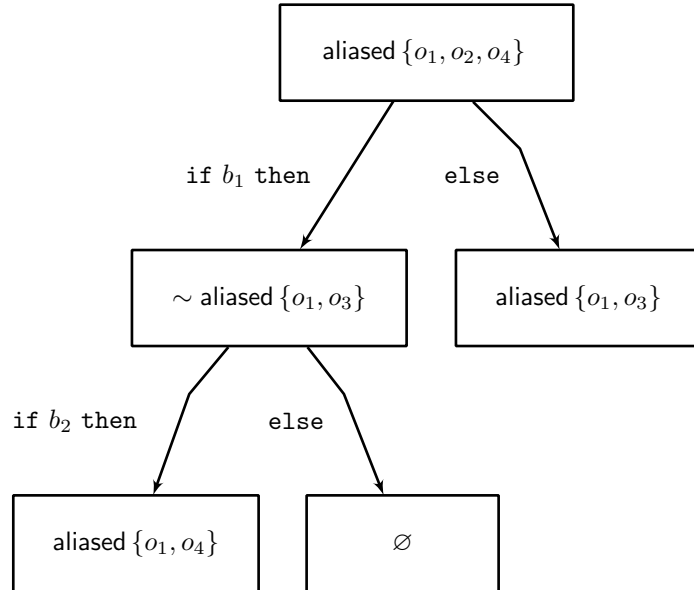 aliased {o₁, o₂, o₄}
if b₁ then
else
∼ aliased {o₁, o₃}
aliased {o₁, o₃}
if b₂ then
else
aliased {o₁, o₄}
∅